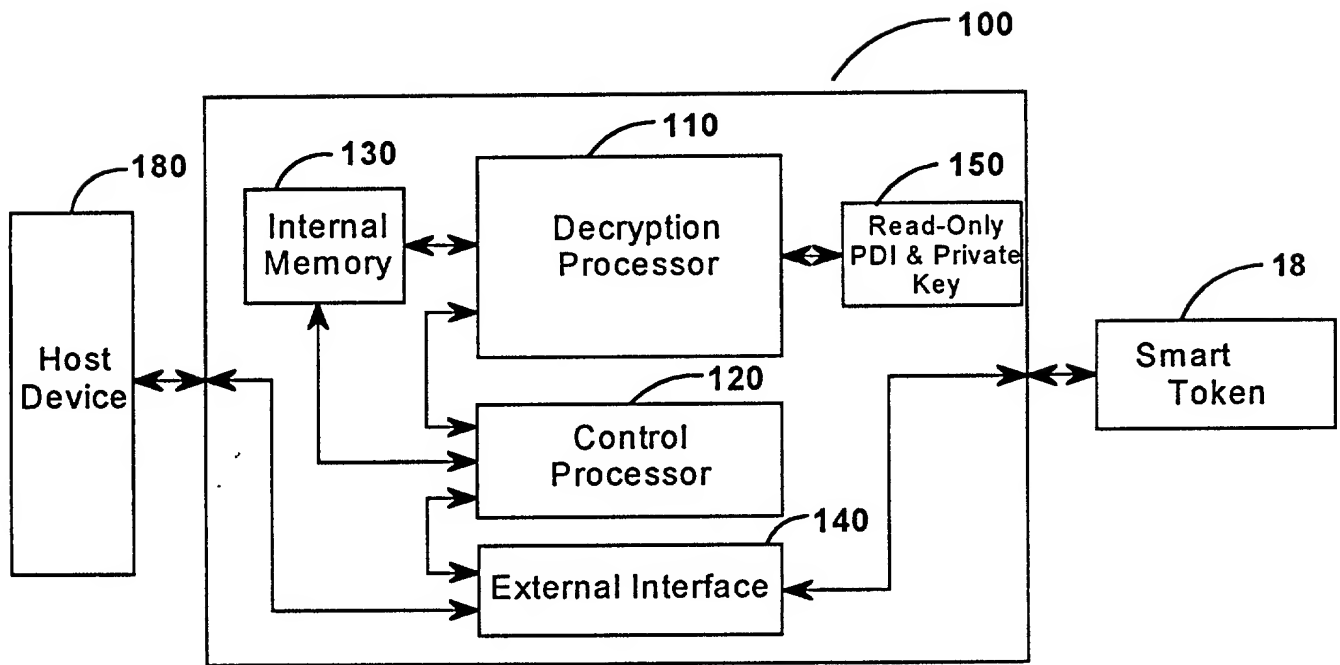 100
180
130
110
150
Internal
Memory
Decryption
Processor
Read-Only
PDI & Private
Key
18
Host
Device
Smart
Token
120
Control
Processor
140
External Interface